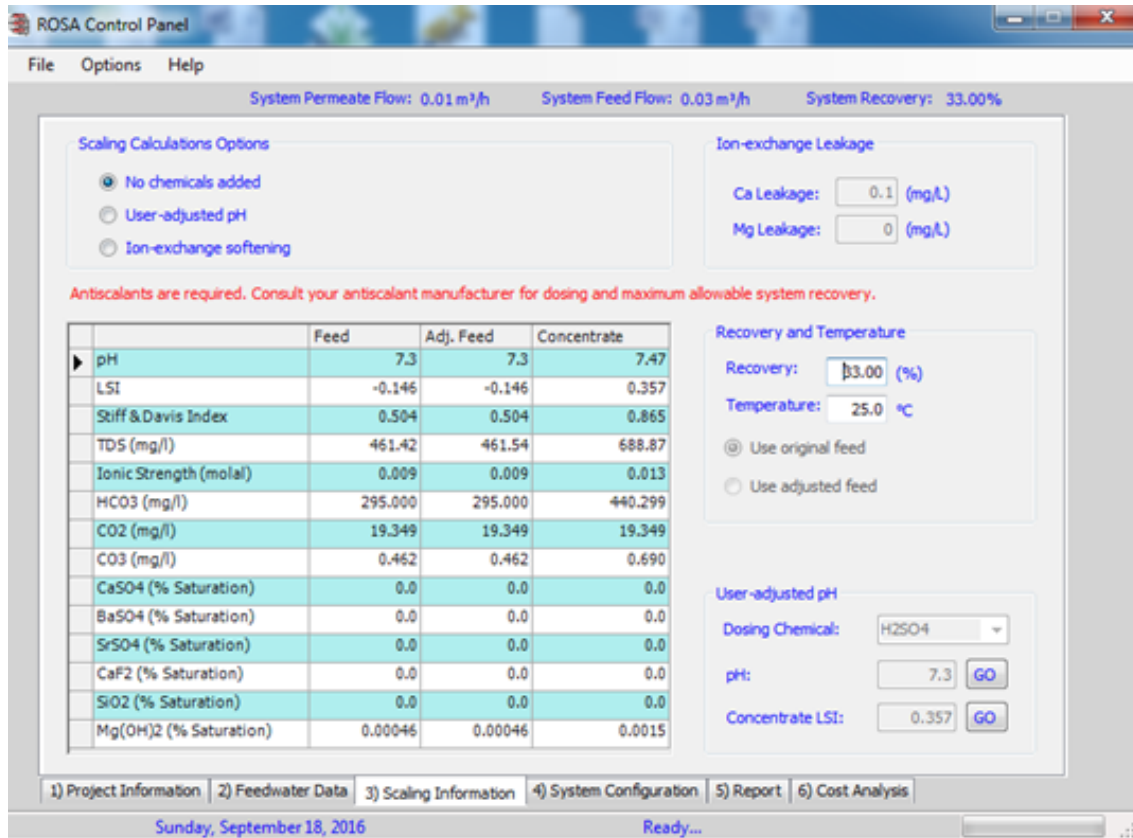 ROSA Control Panel
File Options Help
System Permeate Flow: 0.01 m³/h System Feed Flow: 0.03 m³/h System Recovery: 33.00%
Scaling Calculations Options
No chemicals added
User-adjusted pH
Ion-exchange softening
Ion-exchange Leakage
Ca Leakage: 0.1 (mg/L)
Mg Leakage: 0 (mg/L)
Antiscalants are required. Consult your antiscalant manufacturer for dosing and maximum allowable system recovery.
Feed Adj. Feed Concentrate
pH 7.3 7.3 7.47
LSI -0.146 -0.146 0.357
Stiff & Davis Index 0.504 0.504 0.865
TDS (mg/l) 461.42 461.54 688.87
Ionic Strength (molal) 0.009 0.009 0.013
HCO3 (mg/l) 295.000 295.000 440.299
CO2 (mg/l) 19.349 19.349 19.349
CO3 (mg/l) 0.462 0.462 0.690
CaSO4 (% Saturation) 0.0 0.0 0.0
BaSO4 (% Saturation) 0.0 0.0 0.0
SrSO4 (% Saturation) 0.0 0.0 0.0
CaF2 (% Saturation) 0.0 0.0 0.0
SiO2 (% Saturation) 0.0 0.0 0.0
Mg(OH)2 (% Saturation) 0.00046 0.00046 0.0015
Recovery and Temperature
Recovery: 33.00 (%)
Temperature: 25.0 °C
Use original feed
Use adjusted feed
User-adjusted pH
Dosing Chemical: H2SO4
pH: 7.3 GO
Concentrate LSI: 0.357 GO
1) Project Information 2) Feedwater Data 3) Scaling Information 4) System Configuration 5) Report 6) Cost Analysis
Sunday, September 18, 2016 Ready...